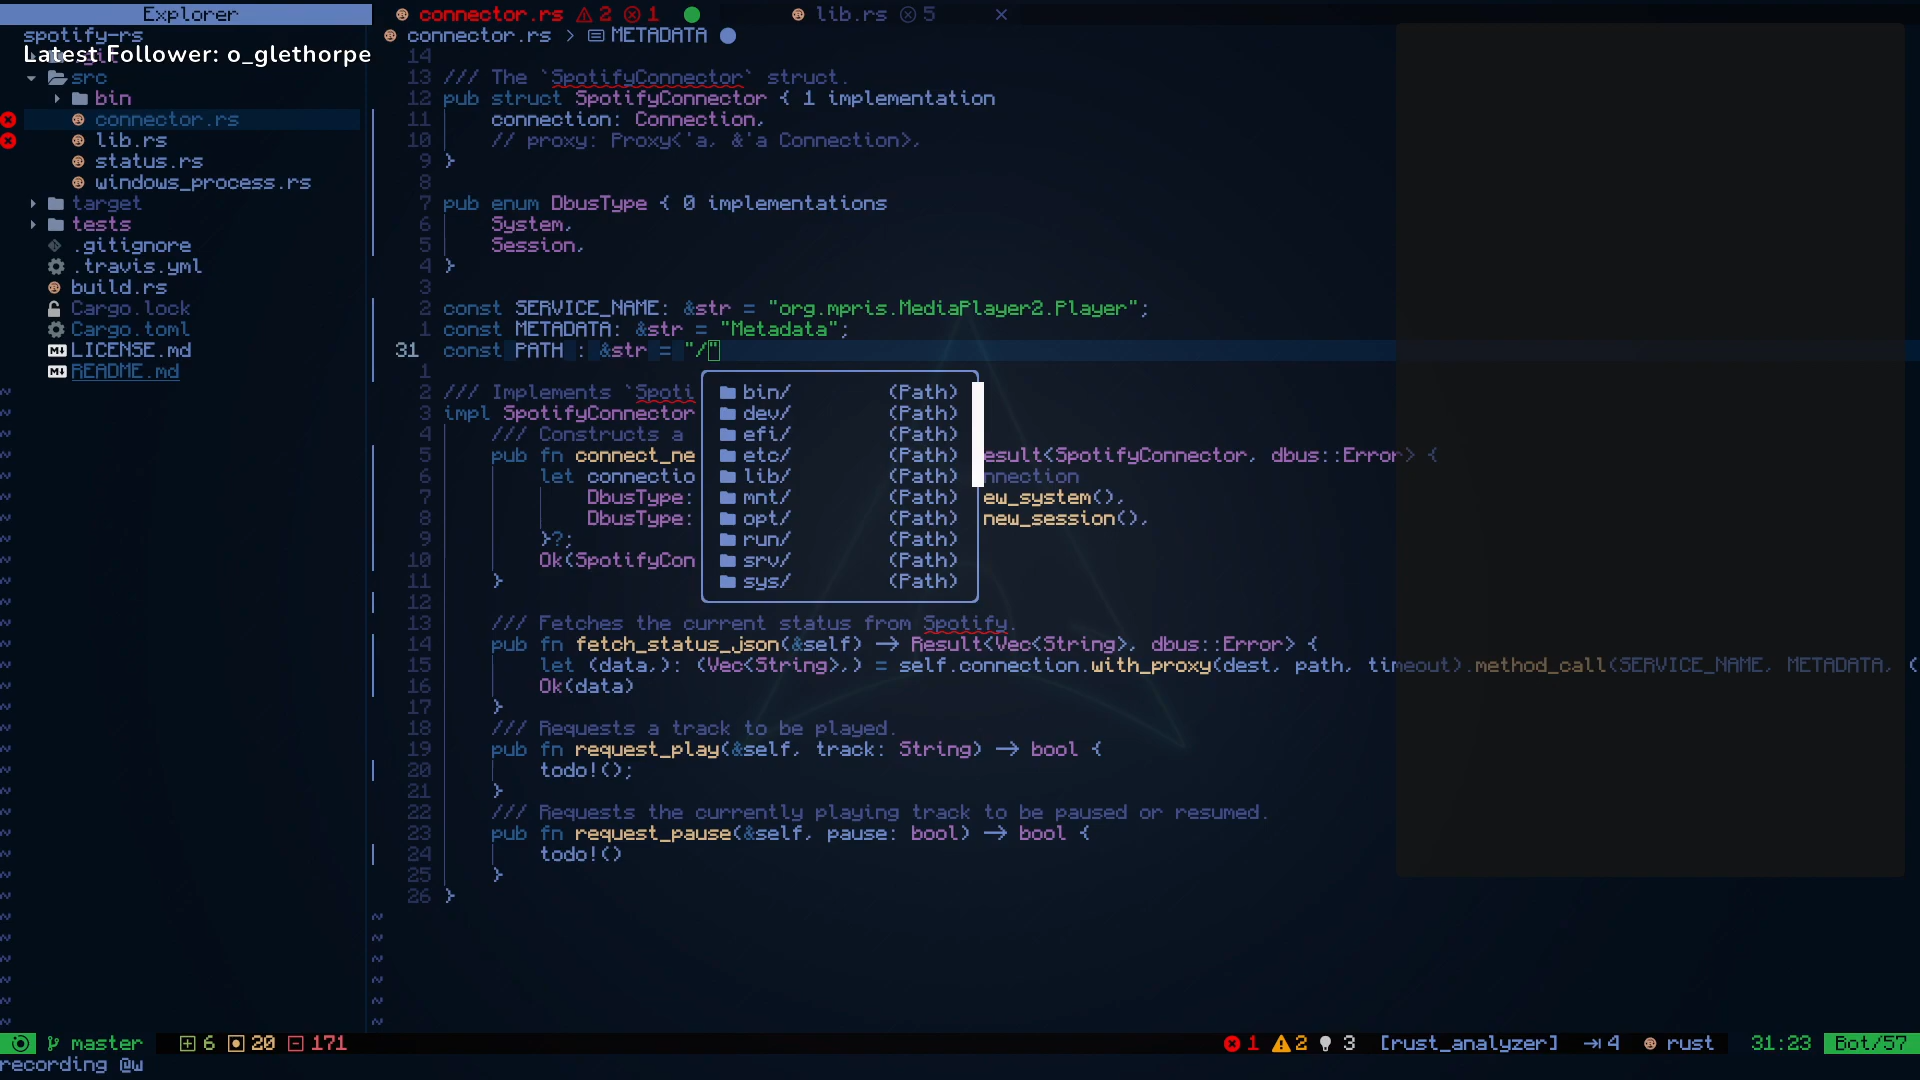 Explorer
connector.rs 2 1
lib.rs 5
spotify-rs
connector.rs > METADATA
Latest Follower: o_glethorpe
src
bin
connector.rs
lib.rs
status.rs
windows_process.rs
target
tests
.gitignore
.travis.yml
build.rs
Cargo.lock
Cargo.toml
LICENSE.md
README.md
14
13 /// The `SpotifyConnector` struct.
12 pub struct SpotifyConnector { 1 implementation
11 connection: Connection,
10 // proxy: Proxy<'a, &'a Connection>,
9 }
8
7 pub enum DbusType { 0 implementations
6 System,
5 Session,
4 }
3
2 const SERVICE_NAME: &str = "org.mpris.MediaPlayer2.Player";
1 const METADATA: &str = "Metadata";
31 const PATH : &str = "/"
1
2 /// Implements `Spoti
3 impl SpotifyConnector
4 /// Constructs a
5 pub fn connect_ne esult<SpotifyConnector, dbus::Error> {
6 let connectio nnection
7 DbusType: ew_system(),
8 DbusType: new_session(),
9 }?;
10 Ok(SpotifyCon
11 }
12
bin/ (Path)
dev/ (Path)
efi/ (Path)
etc/ (Path)
lib/ (Path)
mnt/ (Path)
opt/ (Path)
run/ (Path)
srv/ (Path)
sys/ (Path)
13 /// Fetches the current status from Spotify.
14 pub fn fetch_status_json(&self) -> Result<Vec<String>, dbus::Error> {
15 let (data,): (Vec<String>,) = self.connection.with_proxy(dest, path, timeout).method_call(SERVICE_NAME, METADATA, (
16 Ok(data)
17 }
18 /// Requests a track to be played.
19 pub fn request_play(&self, track: String) -> bool {
20 todo!();
21 }
22 /// Requests the currently playing track to be paused or resumed.
23 pub fn request_pause(&self, pause: bool) -> bool {
24 todo!()
25 }
26 }
master 6 20 171
1 2 3 [rust_analyzer] 4 rust 31:23 Bot/57
recording @w